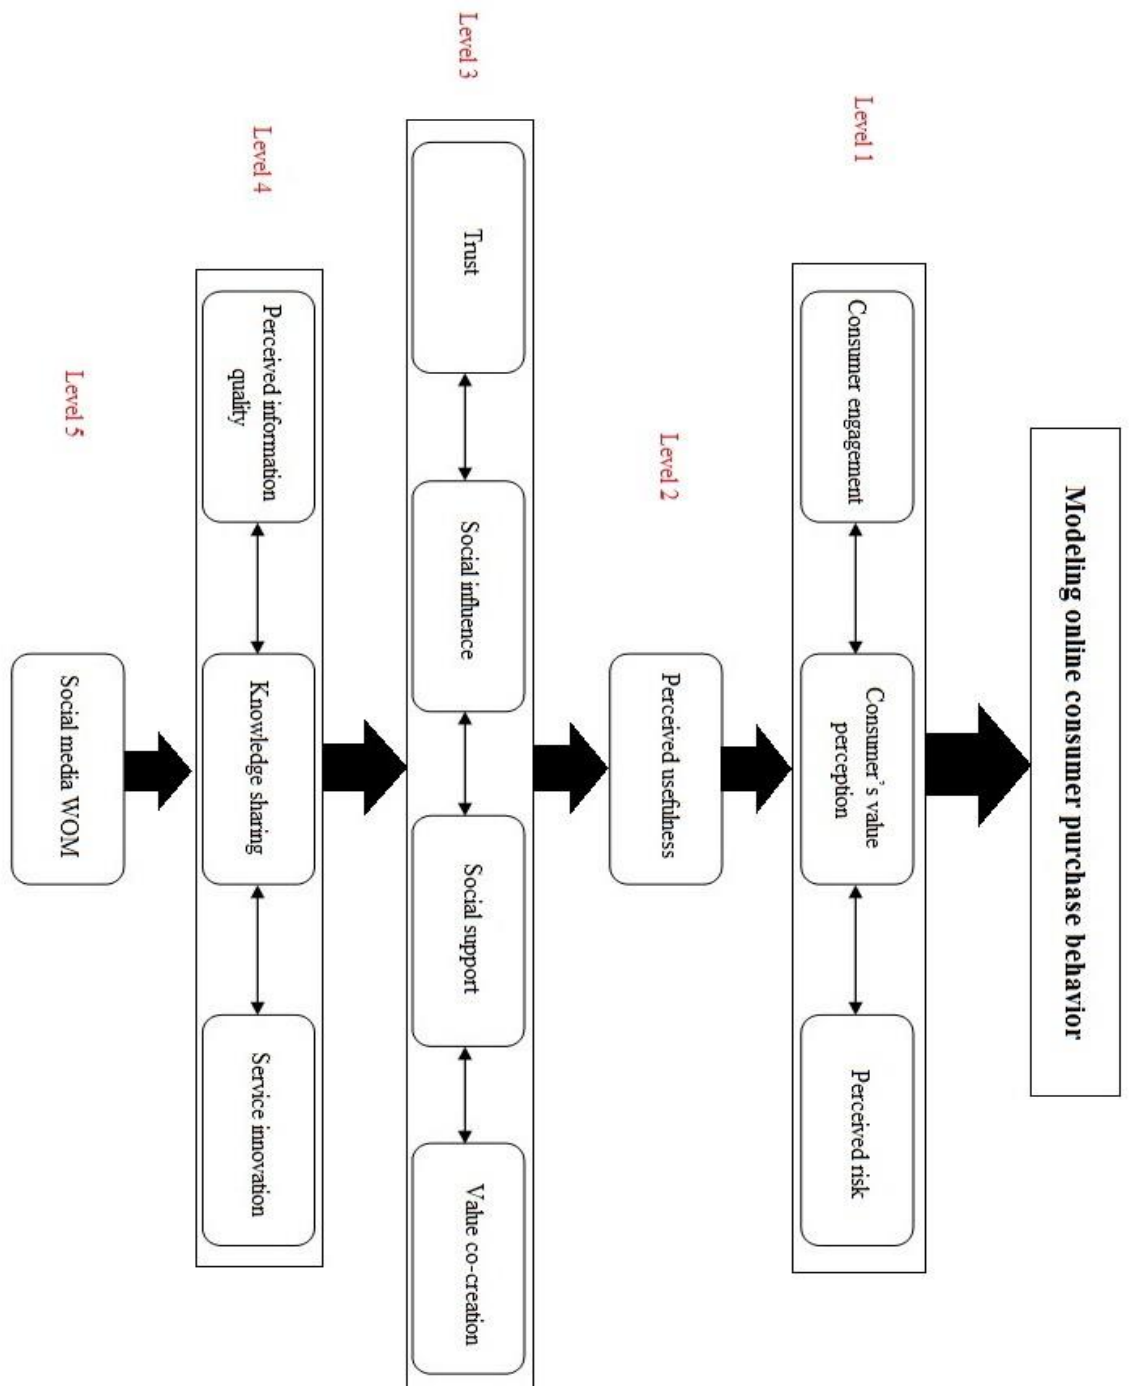 Modeling online consumer purchase behavior
Level 1
Consumer engagement
Consumer’s value
perception
Perceived risk
Level 2
Perceived usefulness
Level 3
Trust
Social influence
Social support
Value co-creation
Level 4
Perceived information
quality
Knowledge sharing
Service innovation
Level 5
Social media WOM